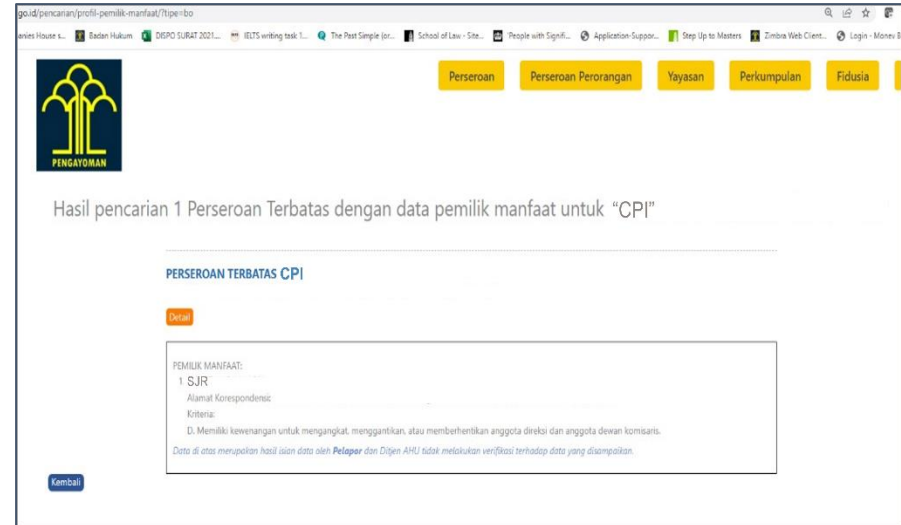 go.id/pencarian/profil-pemilik-manfaat/?tipe=bo
anies House s... Badan Hukum DISPO SURAT 2021... IELTS writing task 1... The Past Simple (or... School of Law - Site... 'People with Signifi... Application-Suppor... Step Up to Masters Zimbra Web Client... Login - Monev B
Perseroan Perseroan Perorangan Yayasan Perkumpulan Fidusia
PENGAYOMAN
Hasil pencarian 1 Perseroan Terbatas dengan data pemilik manfaat untuk “CPI”
PERSEROAN TERBATAS CPI
Detail
PEMILIK MANFAAT:
1 SJR
Alamat Korespondensc
Kriteria:
D. Memiliki kewenangan untuk mengangkat, menggantikan, atau memberhentikan anggota direksi dan anggota dewan komisaris.
Data di atas merupakan hasil isian data oleh Pelapor dan Ditjen AHU tidak melakukan verifikasi terhadap data yang disampaikan.
Kembali